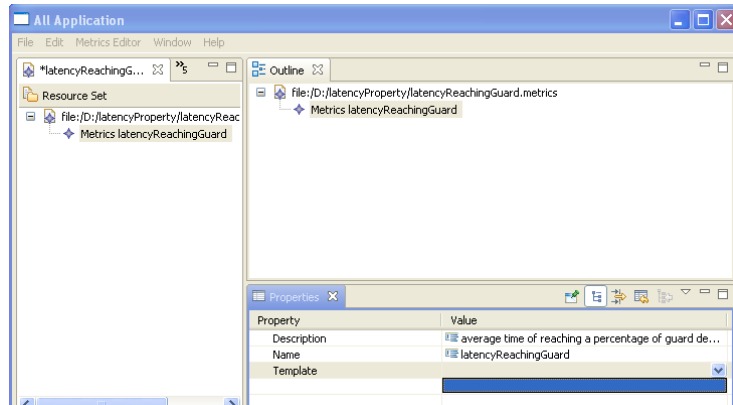 All Application
File Edit Metrics Editor Window Help
*latencyReachingG... »5
Resource Set
file:/D:/latencyProperty/latencyReac
Metrics latencyReachingGuard
Outline
file:/D:/latencyProperty/latencyReachingGuard.metrics
Metrics latencyReachingGuard
Properties
Property Value
Description average time of reaching a percentage of guard de...
Name latencyReachingGuard
Template